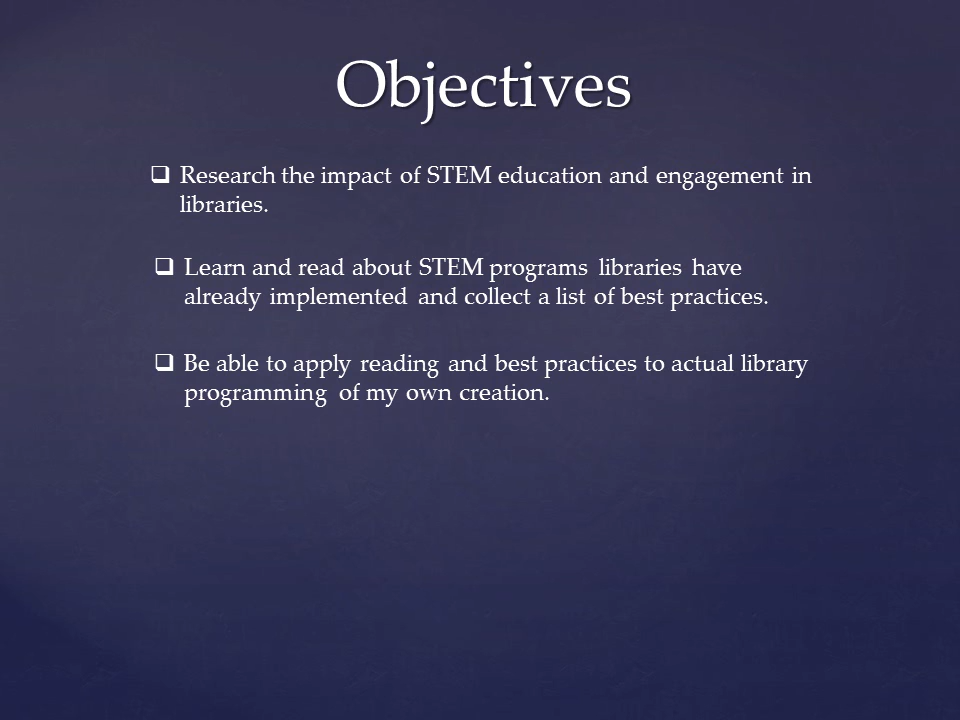 Objectives
❑ Research the impact of STEM education and engagement in
libraries.
❑ Learn and read about STEM programs libraries have
already implemented and collect a list of best practices.
❑ Be able to apply reading and best practices to actual library
programming of my own creation.